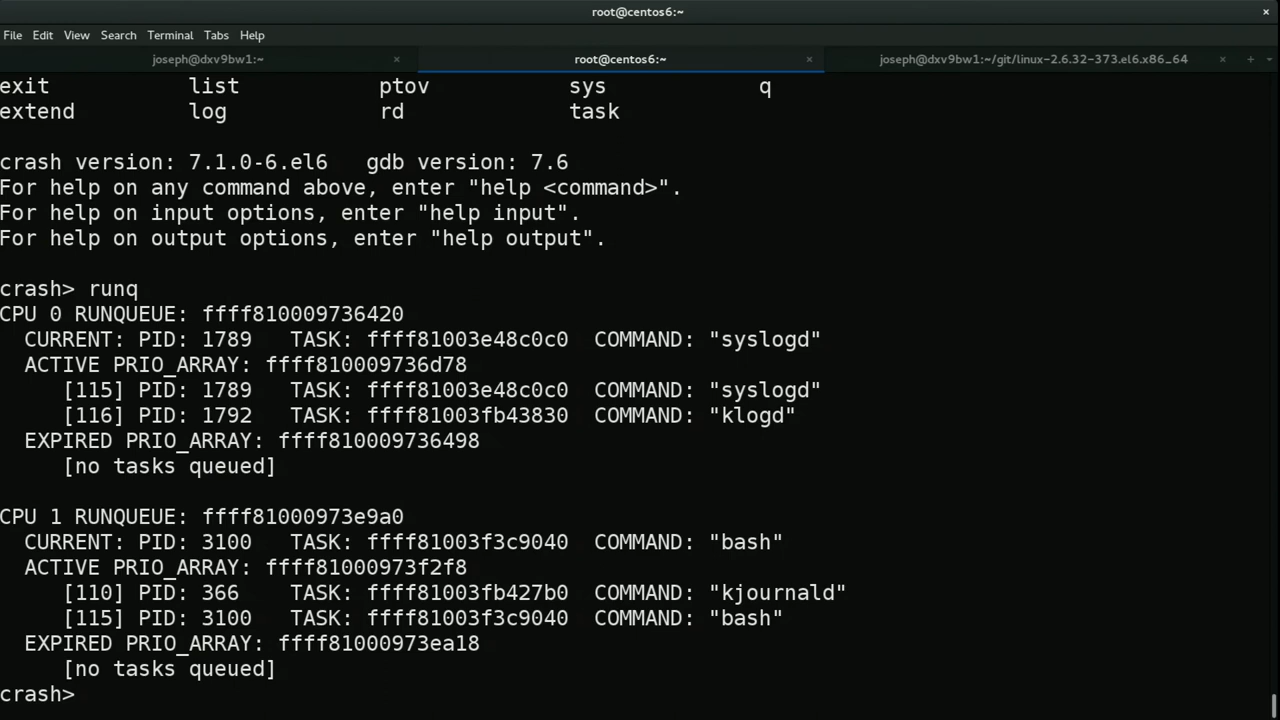 root@centos6:~
File Edit View Search Terminal Tabs Help
joseph@dxv9bw1:~ root@centos6:~ joseph@dxv9bw1:~/git/linux-2.6.32-373.el6.x86_64
exit list ptov sys q
extend log rd task
crash version: 7.1.0-6.el6 gdb version: 7.6
For help on any command above, enter "help <command>".
For help on input options, enter "help input".
For help on output options, enter "help output".
crash> runq
CPU 0 RUNQUEUE: ffff810009736420
CURRENT: PID: 1789 TASK: ffff81003e48c0c0 COMMAND: "syslogd"
ACTIVE PRIO_ARRAY: ffff810009736d78
[115] PID: 1789 TASK: ffff81003e48c0c0 COMMAND: "syslogd"
[116] PID: 1792 TASK: ffff81003fb43830 COMMAND: "klogd"
EXPIRED PRIO_ARRAY: ffff810009736498
[no tasks queued]
CPU 1 RUNQUEUE: ffff81000973e9a0
CURRENT: PID: 3100 TASK: ffff81003f3c9040 COMMAND: "bash"
ACTIVE PRIO_ARRAY: ffff81000973f2f8
[110] PID: 366 TASK: ffff81003fb427b0 COMMAND: "kjournald"
[115] PID: 3100 TASK: ffff81003f3c9040 COMMAND: "bash"
EXPIRED PRIO_ARRAY: ffff81000973ea18
[no tasks queued]
crash>